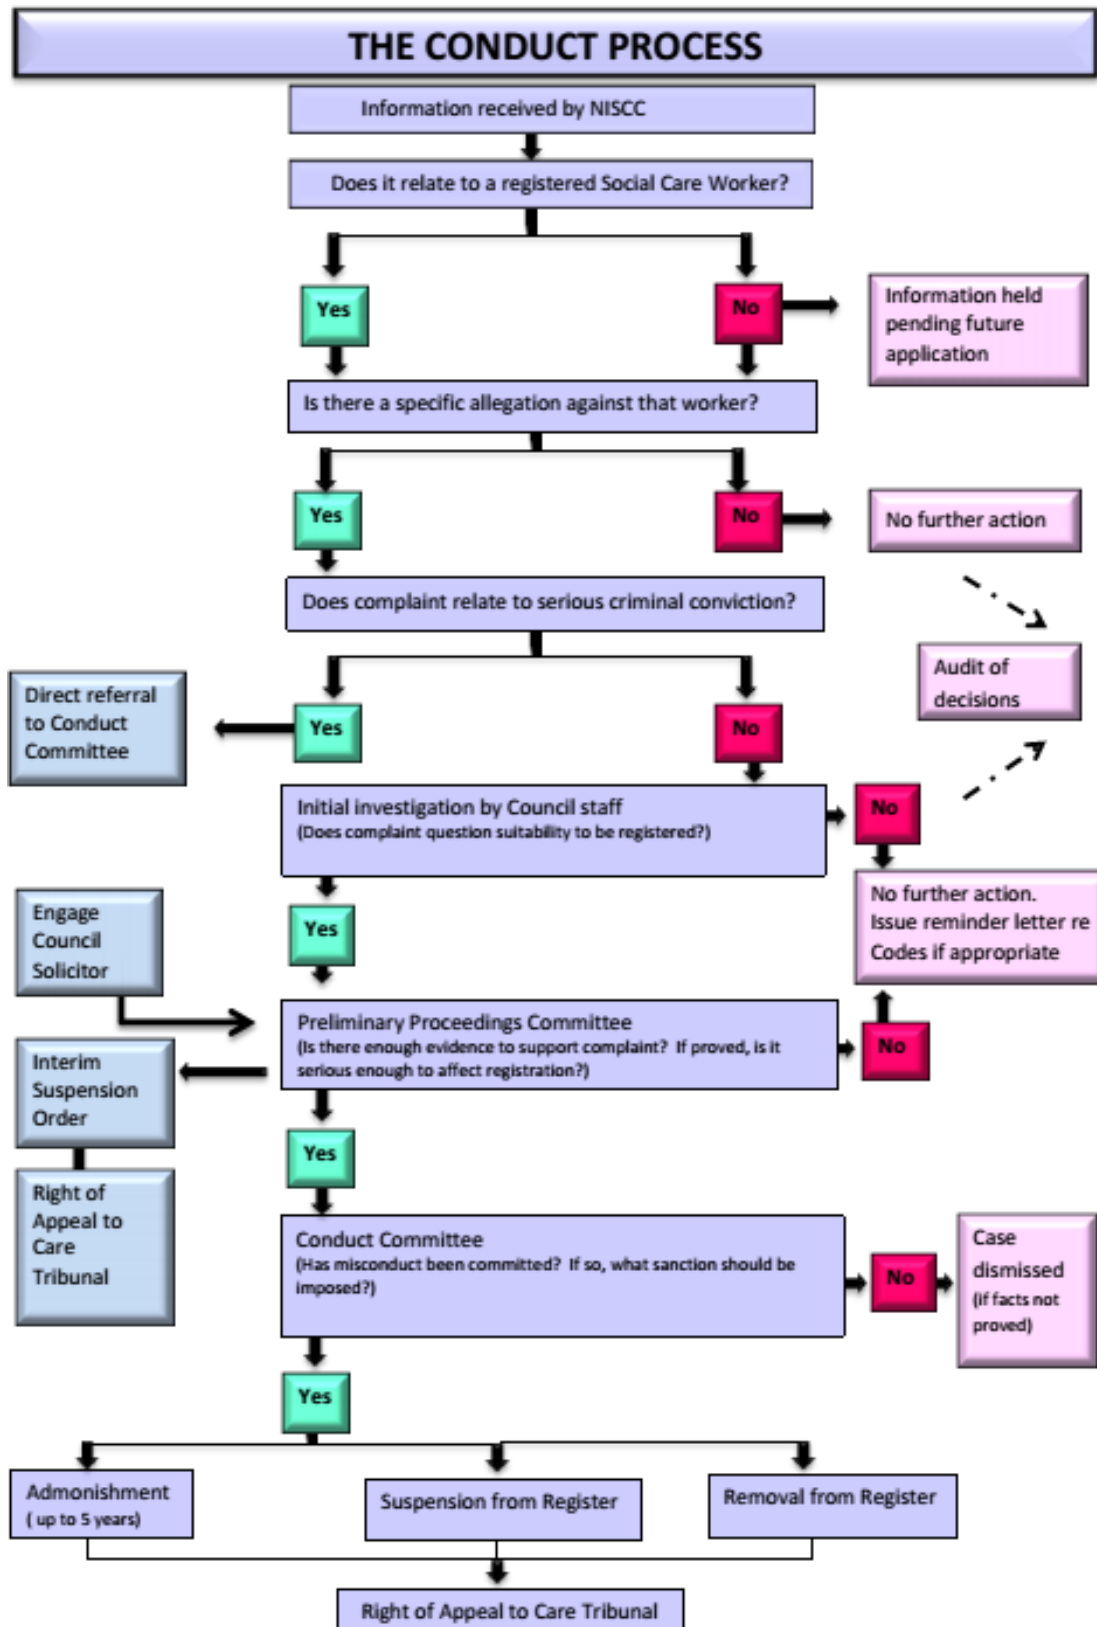 THE CONDUCT PROCESS
Information received by NISCC
Does it relate to a registered Social Care Worker?
Yes
No
Information held
pending future
application
Is there a specific allegation against that worker?
Yes
No
No further action
Does complaint relate to serious criminal conviction?
Audit of
decisions
Direct referral
to Conduct
Committee
Yes
No
Initial investigation by Council staff
(Does complaint question suitability to be registered?)
No
No further action.
Issue reminder letter re
Codes if appropriate
Engage
Council
Solicitor
Yes
Preliminary Proceedings Committee
(Is there enough evidence to support complaint? If proved, is it
serious enough to affect registration?)
No
Interim
Suspension
Order
Yes
Right of
Appeal to
Care
Tribunal
Conduct Committee
(Has misconduct been committed? If so, what sanction should be
imposed?)
No
Case
dismissed
(if facts not
proved)
Yes
Admonishment
( up to 5 years)
Suspension from Register
Removal from Register
Right of Appeal to Care Tribunal